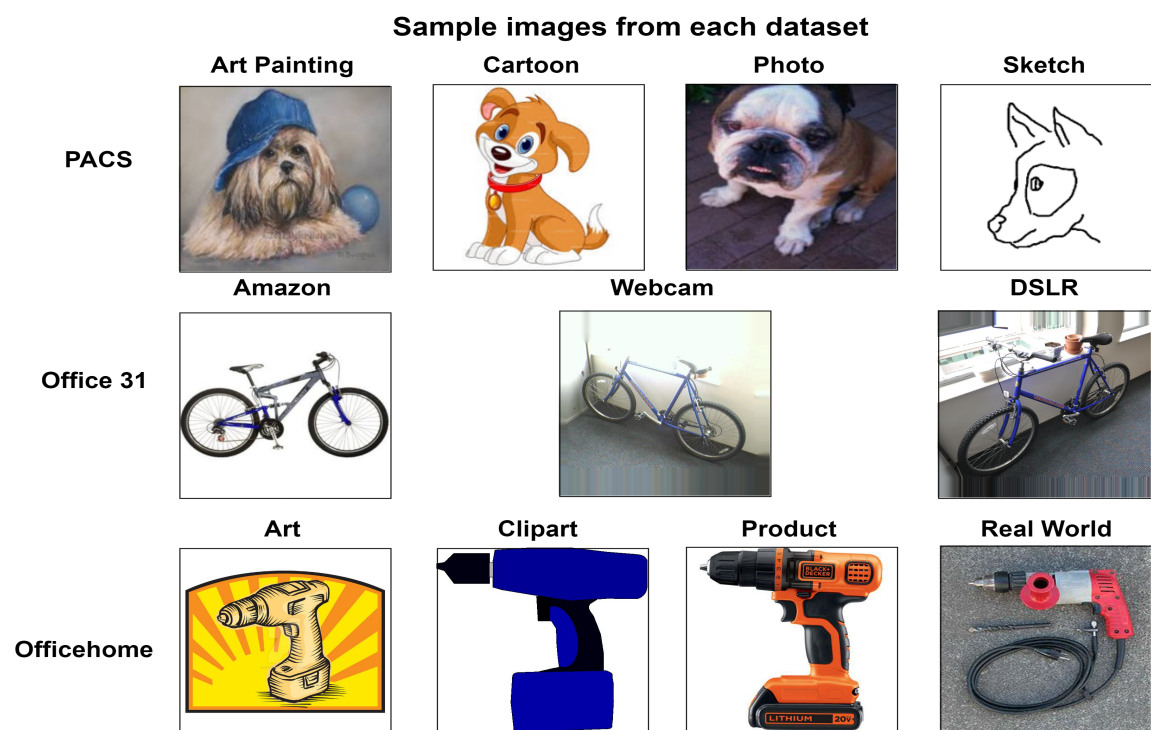 Sample images from each dataset
Art Painting
Cartoon
Photo
Sketch
PACS
Amazon
Webcam
DSLR
Office 31
Art
Clipart
Product
Real World
Officehome
BLACK+
DECKER
LITHIUM 20V